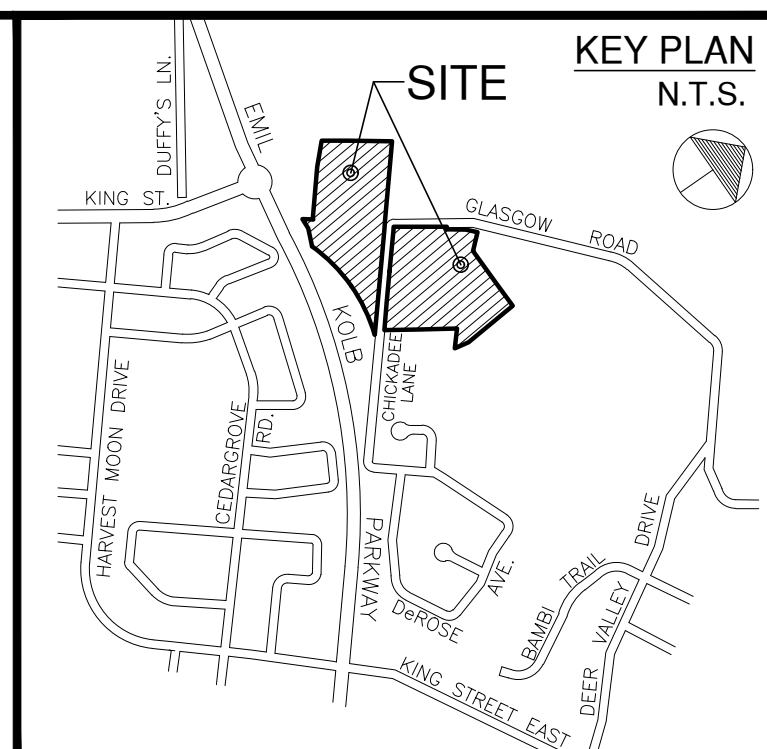 KEY PLAN
N.T.S.
SITE
DUFFY'S LN.
EMIL
KING ST.
GLASGOW ROAD
KOLB
CHICKADEE
LANE
HARVEST MOON DRIVE
CEDARGROVE
RD.
PARKWAY
DeROSE
AVE.
BAMBI TRAIL
DEER VALLEY DRIVE
KING STREET EAST